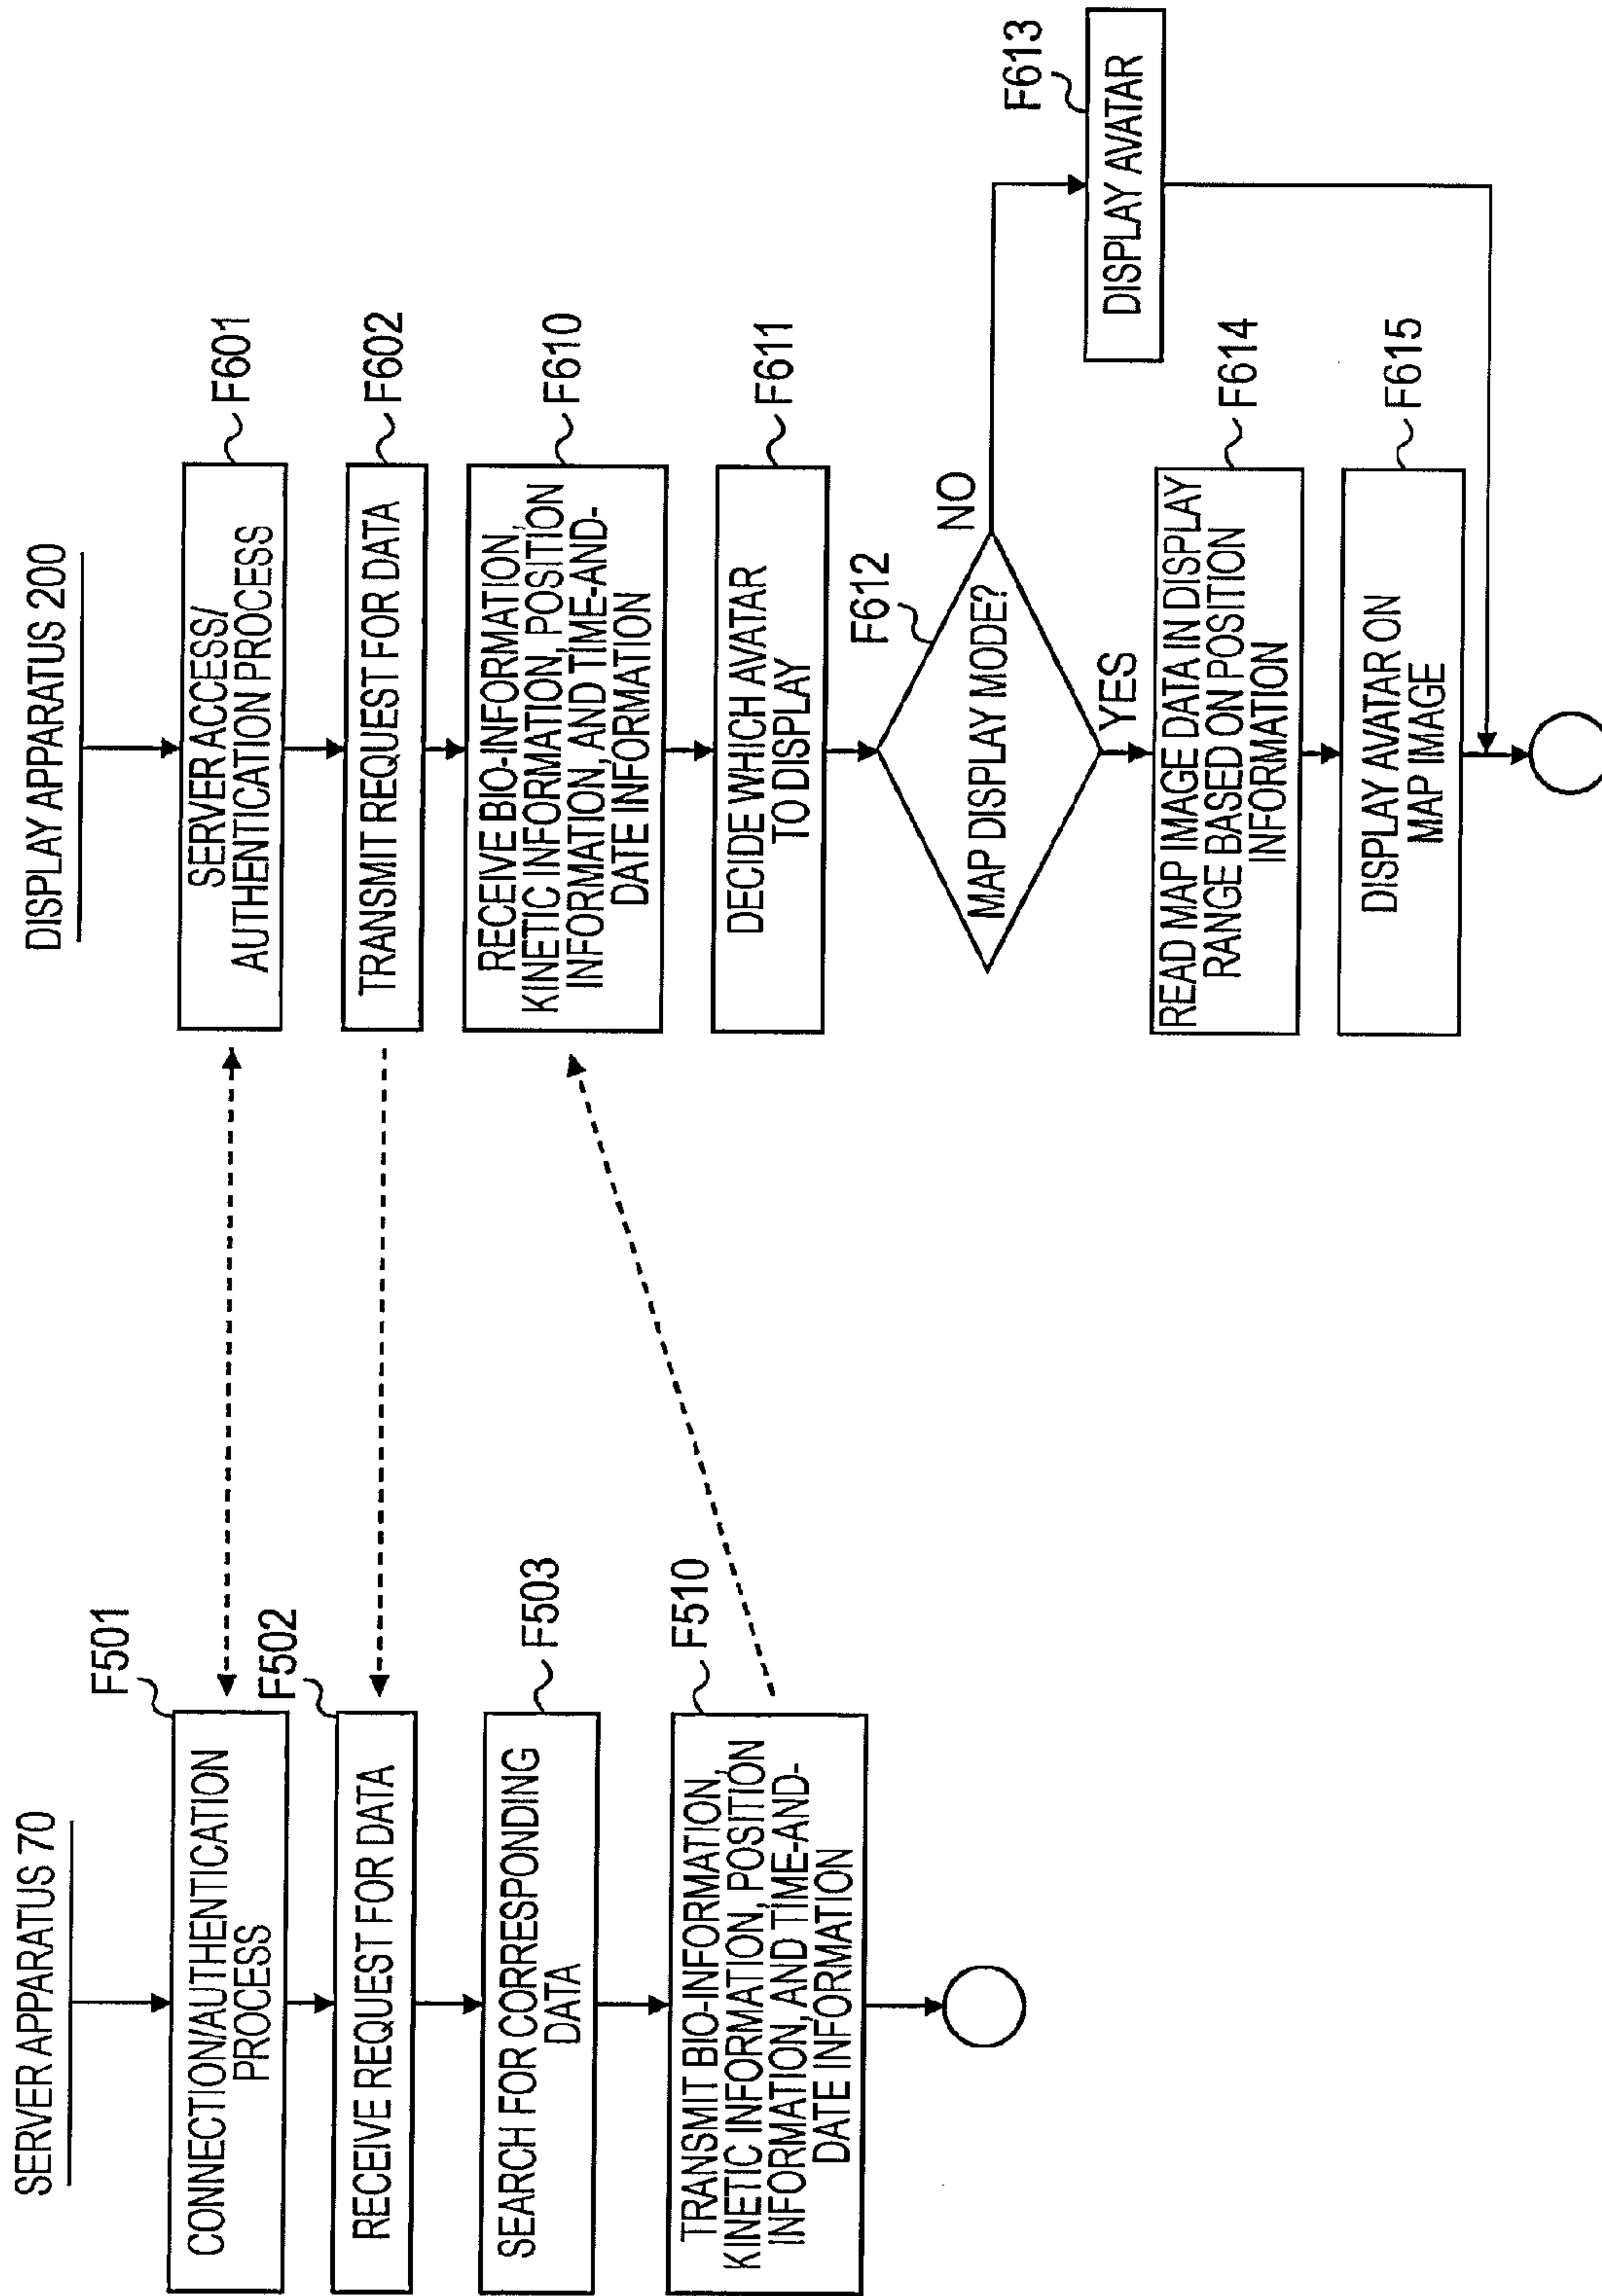 SERVER APPARATUS 70
F501
CONNECTION/AUTHENTICATION
PROCESS
F502
RECEIVE REQUEST FOR DATA
F503
SEARCH FOR CORRESPONDING
DATA
F510
TRANSMIT BIO-INFORMATION,
KINETIC INFORMATION, POSITION
INFORMATION, AND TIME-AND-
DATE INFORMATION
DISPLAY APPARATUS 200
F601
SERVER ACCESS/
AUTHENTICATION PROCESS
F602
TRANSMIT REQUEST FOR DATA
F610
RECEIVE BIO-INFORMATION,
KINETIC INFORMATION, POSITION
INFORMATION, AND TIME-AND-
DATE INFORMATION
F611
DECIDE WHICH AVATAR
TO DISPLAY
F612
MAP DISPLAY MODE?
NO
YES
F613
DISPLAY AVATAR
F614
READ MAP IMAGE DATA IN DISPLAY
RANGE BASED ON POSITION
INFORMATION
F615
DISPLAY AVATAR ON
MAP IMAGE